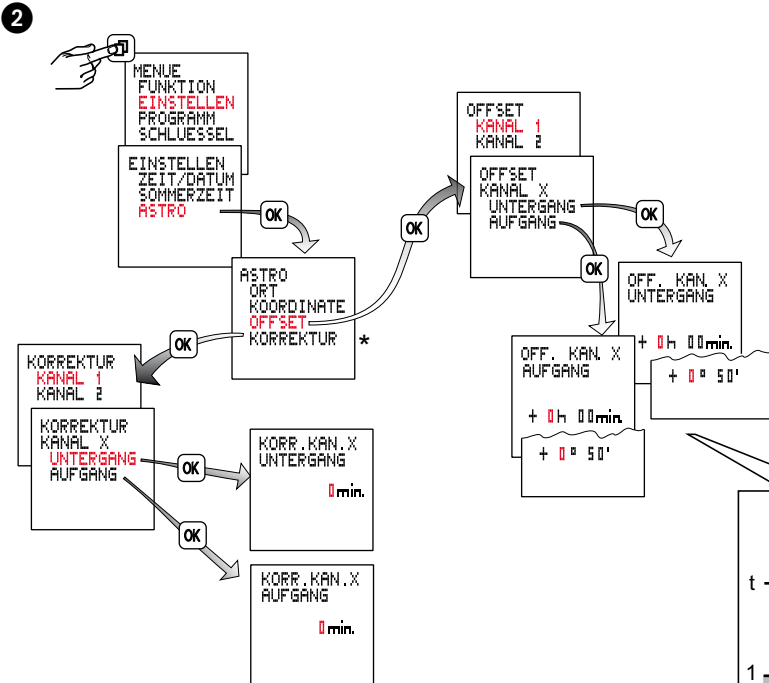 2
MENUE
FUNKTION
EINSTELLEN
PROGRAMM
SCHLUESSEL
EINSTELLEN
ZEIT/DATUM
SOMMERZEIT
ASTRO
OK
ASTRO
ORT
KOORDINATE
OFFSET
KORREKTUR *
OK
OFFSET
KANAL 1
KANAL 2
OFFSET
KANAL X
UNTERGANG
AUFGANG
OK
OK
OFF. KAN. X
UNTERGANG
+ 0h 00min.
+ 0° 50'
OFF. KAN. X
AUFGANG
+ 0h 00min.
+ 0° 50'
OK
KORREKTUR
KANAL 1
KANAL 2
KORREKTUR
KANAL X
UNTERGANG
AUFGANG
OK
OK
KORR.KAN.X
UNTERGANG
0min.
KORR.KAN.X
AUFGANG
0min.
t
1